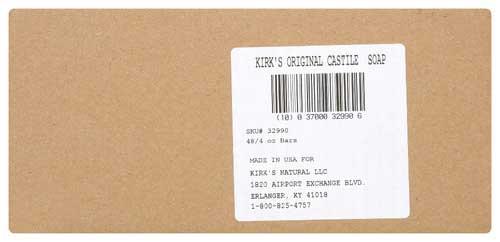 KIRK'S ORIGINAL CASTILE SOAP
(10) 0 37000 32990 6
SKU# 32990
48/4 oz Bars
MADE IN USA FOR
KIRK'S NATURAL LLC
1820 AIRPORT EXCHANGE BLVD.
ERLANGER, KY 41018
1-800-825-4757